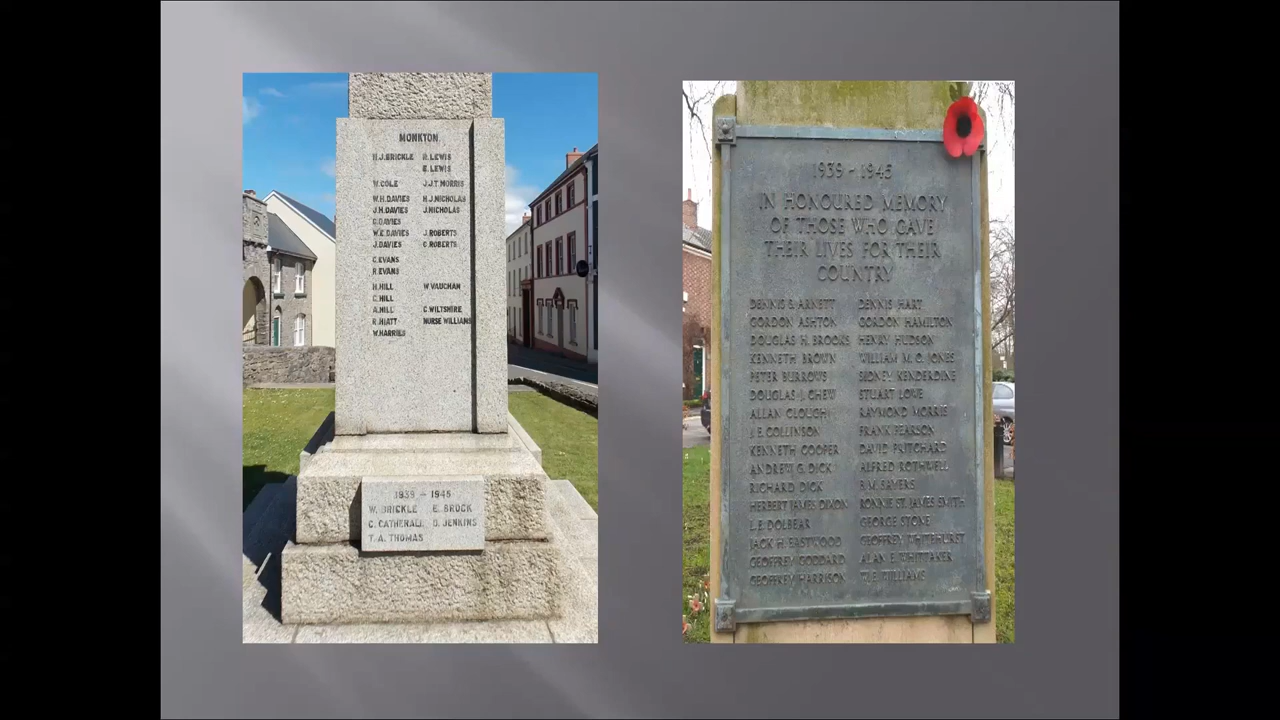 MONKTON
H.J.BRICKLE R.LEWIS
E.LEWIS
W.COLE J.J.T.MORRIS
W.H.DAVIES H.J.NICHOLAS
J.H.DAVIES J.NICHOLAS
G.DAVIES
W.E.DAVIES J.ROBERTS
J.DAVIES G.ROBERTS
C.EVANS
R.EVANS
H.HILL W VAUGHAN
C.HILL
A.HILL C.WILTSHIRE
R.HIATT NURSE WILLIAMS
W.HARRIES
1939 – 1945
W. BRICKLE E. BROCK
C. CATHERALL D. JENKINS
T. A. THOMAS
1939 - 1945
IN HONOURED MEMORY
OF THOSE WHO GAVE
THEIR LIVES FOR THEIR
COUNTRY
DENNIS G. ARNETT DENNIS HART
GORDON ASHTON GORDON HAMILTON
DOUGLAS H. BROOKS HENRY HUDSON
KENNETH BROWN WILLIAM M. O. JONES
PETER BURROWS SIDNEY KENDERDINE
DOUGLAS J. CHEW STUART LOWE
ALLAN CLOUGH RAYMOND MORRIS
J. E. COLLINSON FRANK PEARSON
KENNETH COOPER DAVID PRITCHARD
ANDREW G. DICK ALFRED ROTHWELL
RICHARD DICK B. M. SAYERS
HERBERT JAMES DIXON RONNIE ST. JAMES SMITH
J. E. DOLBEAR GEORGE STONE
JACK H. EASTWOOD GEOFFREY WHITEHURST
GEOFFREY GODDARD ALAN E. WHITTAKER
GEOFFREY HARRISON W. E. WILLIAMS